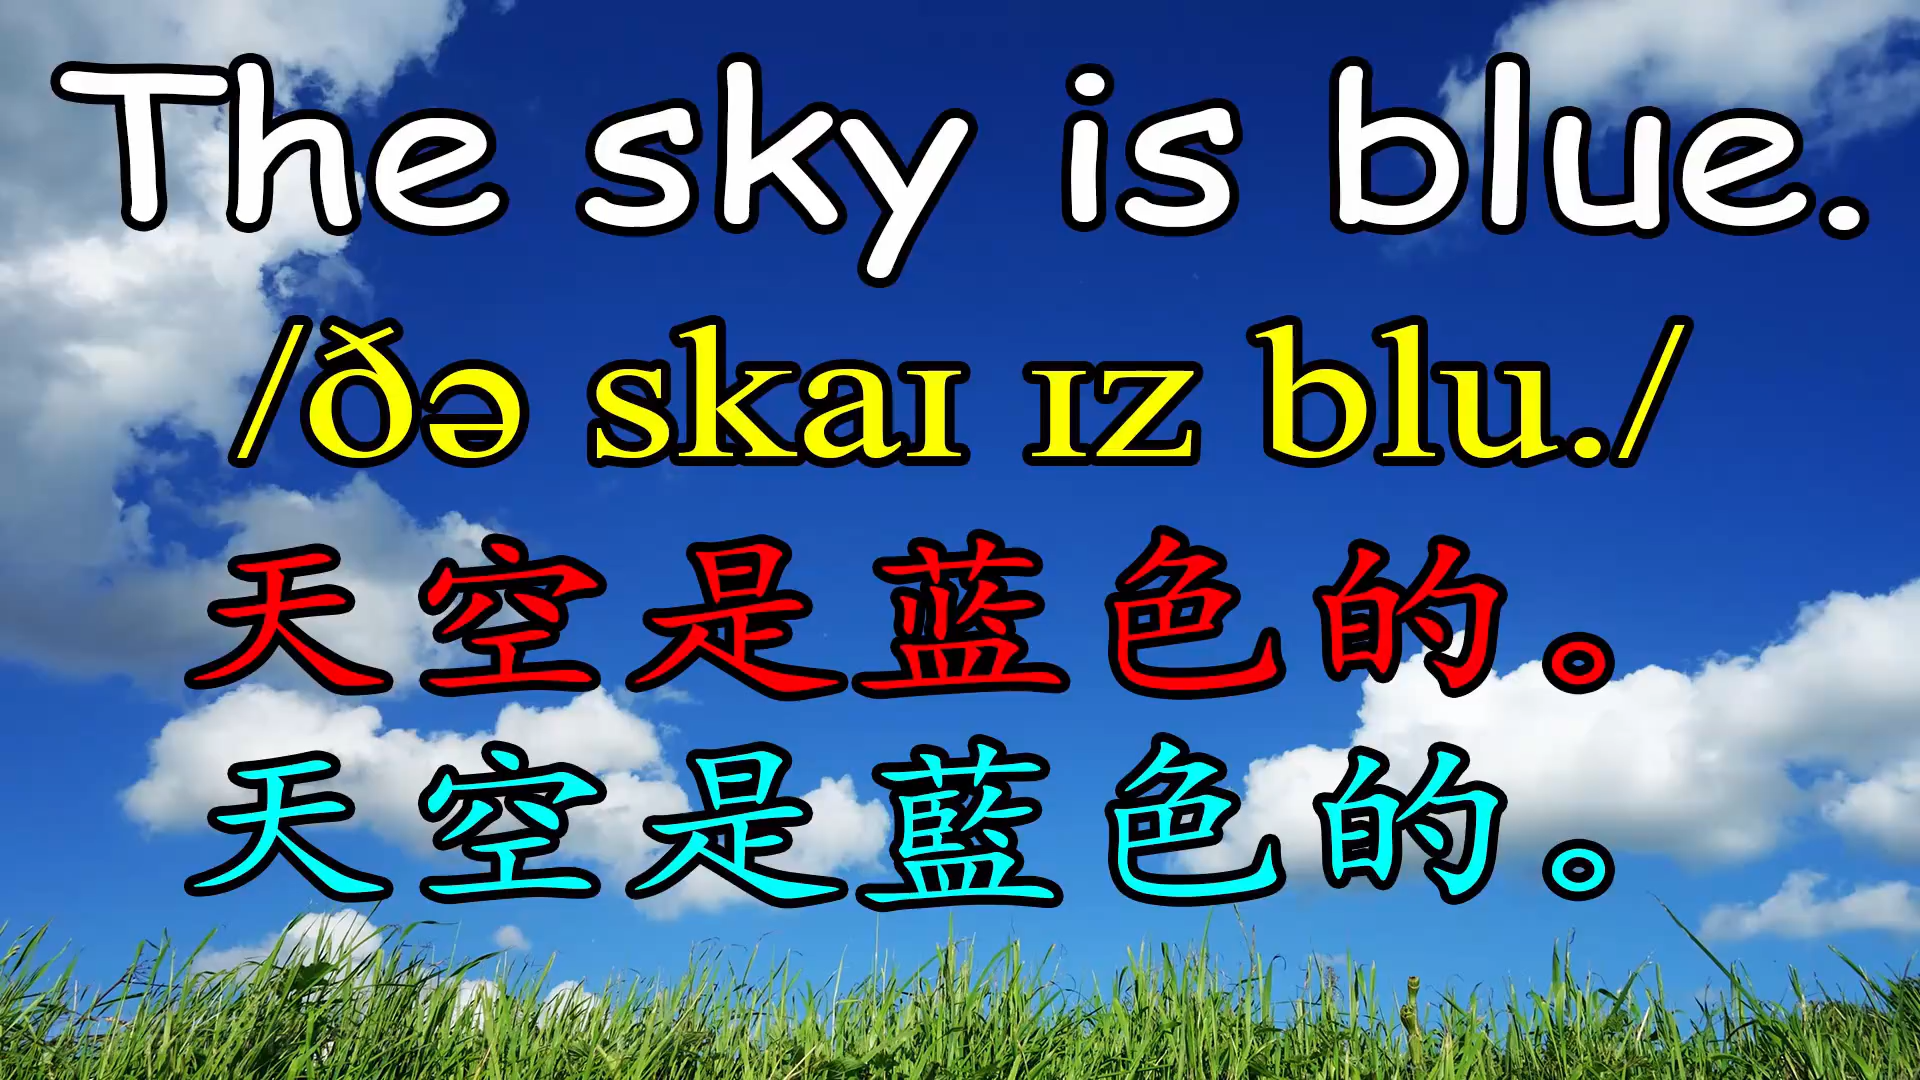 The sky is blue.
/ðə skaɪ ɪz blu./
天空是蓝色的。
天空是藍色的。